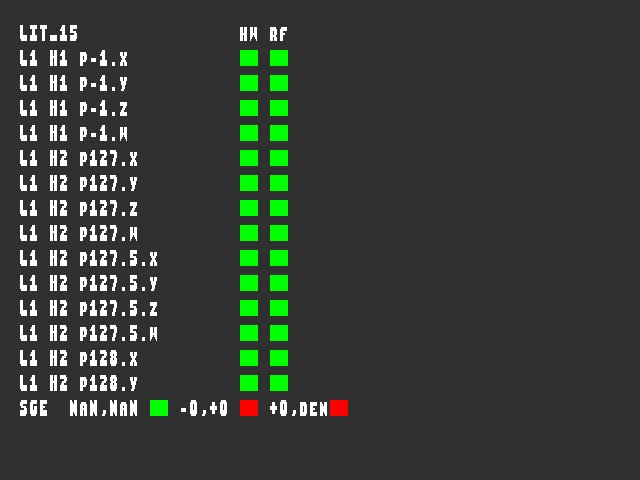 LIT_15 HW RF
L1 H1 p-1.x
L1 H1 p-1.y
L1 H1 p-1.z
L1 H1 p-1.w
L1 H2 p127.x
L1 H2 p127.y
L1 H2 p127.z
L1 H2 p127.w
L1 H2 p127.5.x
L1 H2 p127.5.y
L1 H2 p127.5.z
L1 H2 p127.5.w
L1 H2 p128.x
L1 H2 p128.y
SGE NAN,NAN -0,+0 +0,DEN